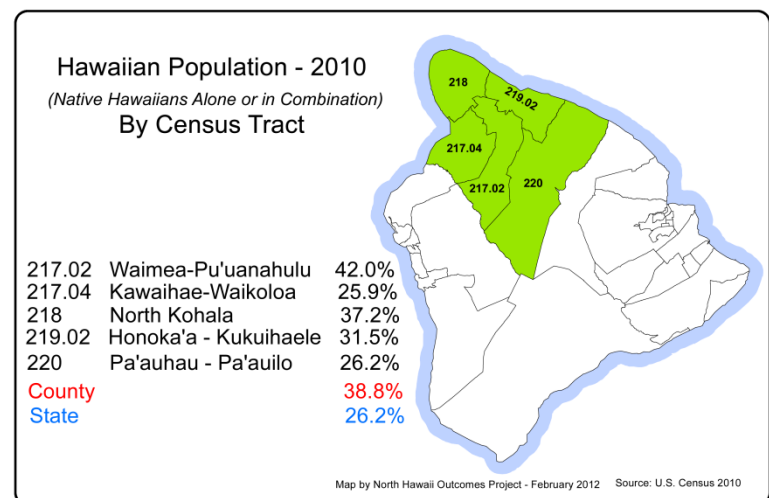 Hawaiian Population - 2010
(Native Hawaiians Alone or in Combination)
By Census Tract
218
219.02
217.04
217.02
220
217.02 Waimea-Pu'uanahulu 42.0%
217.04 Kawaihae-Waikoloa 25.9%
218 North Kohala 37.2%
219.02 Honoka'a - Kukuihaele 31.5%
220 Pa'auhau - Pa'auilo 26.2%
County 38.8%
State 26.2%
Map by North Hawaii Outcomes Project - February 2012 Source: U.S. Census 2010